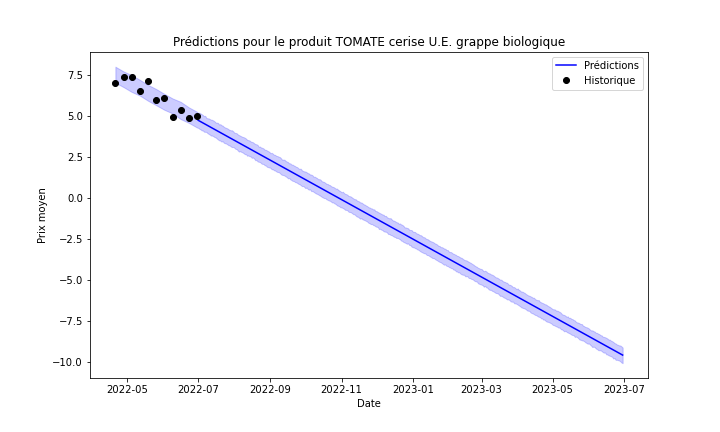 Prédictions pour le produit TOMATE cerise U.E. grappe biologique
Prédictions
Historique
Prix moyen
7.5
5.0
2.5
0.0
−2.5
−5.0
−7.5
−10.0
2022-05 2022-07 2022-09 2022-11 2023-01 2023-03 2023-05 2023-07
Date